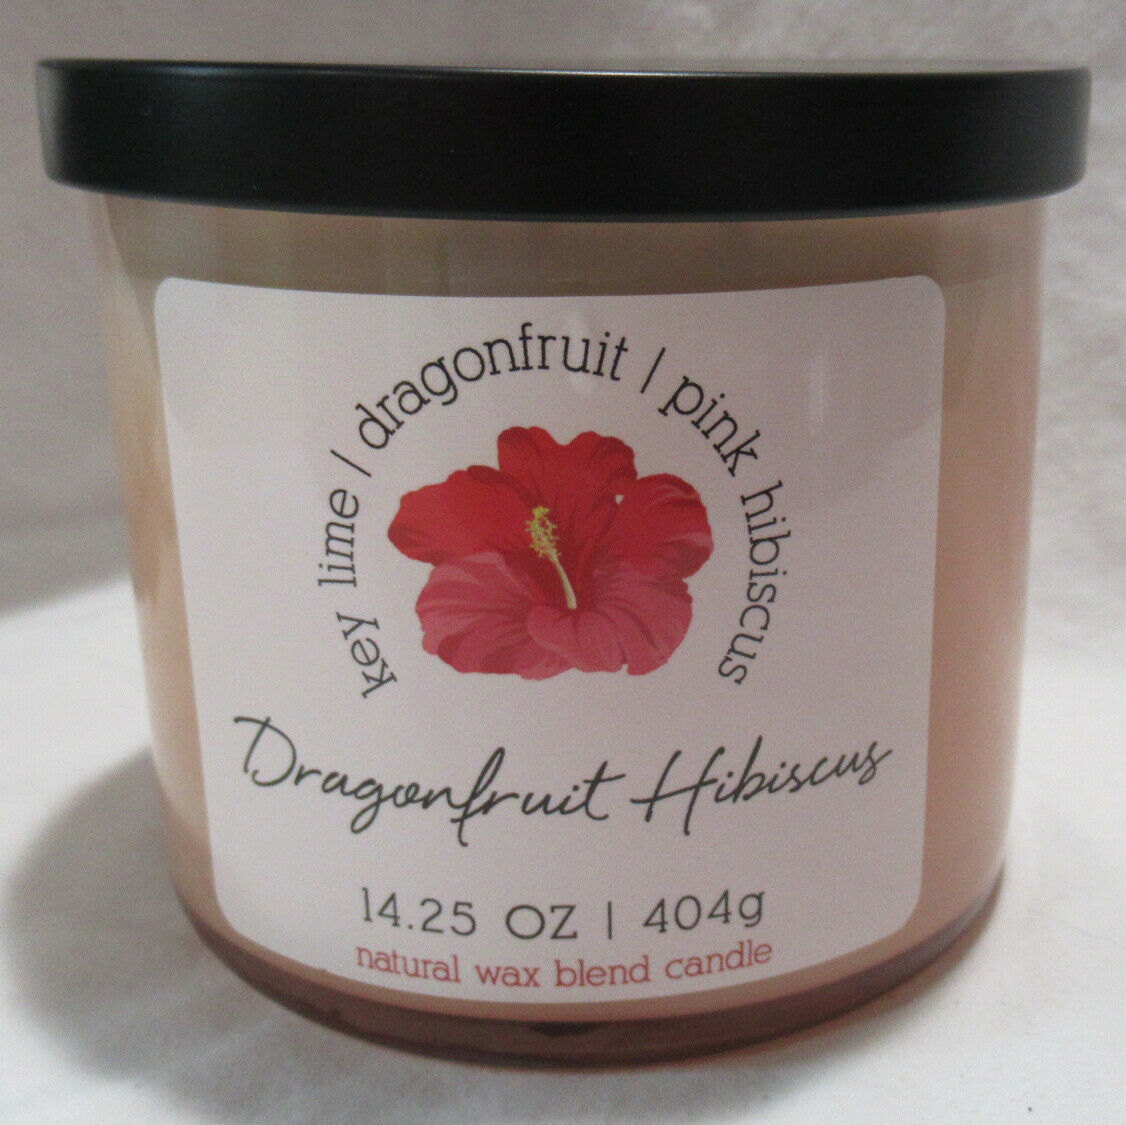 key lime / dragonfruit / pink hibiscus
Dragonfruit Hibiscus
14.25 OZ | 404g
natural wax blend candle